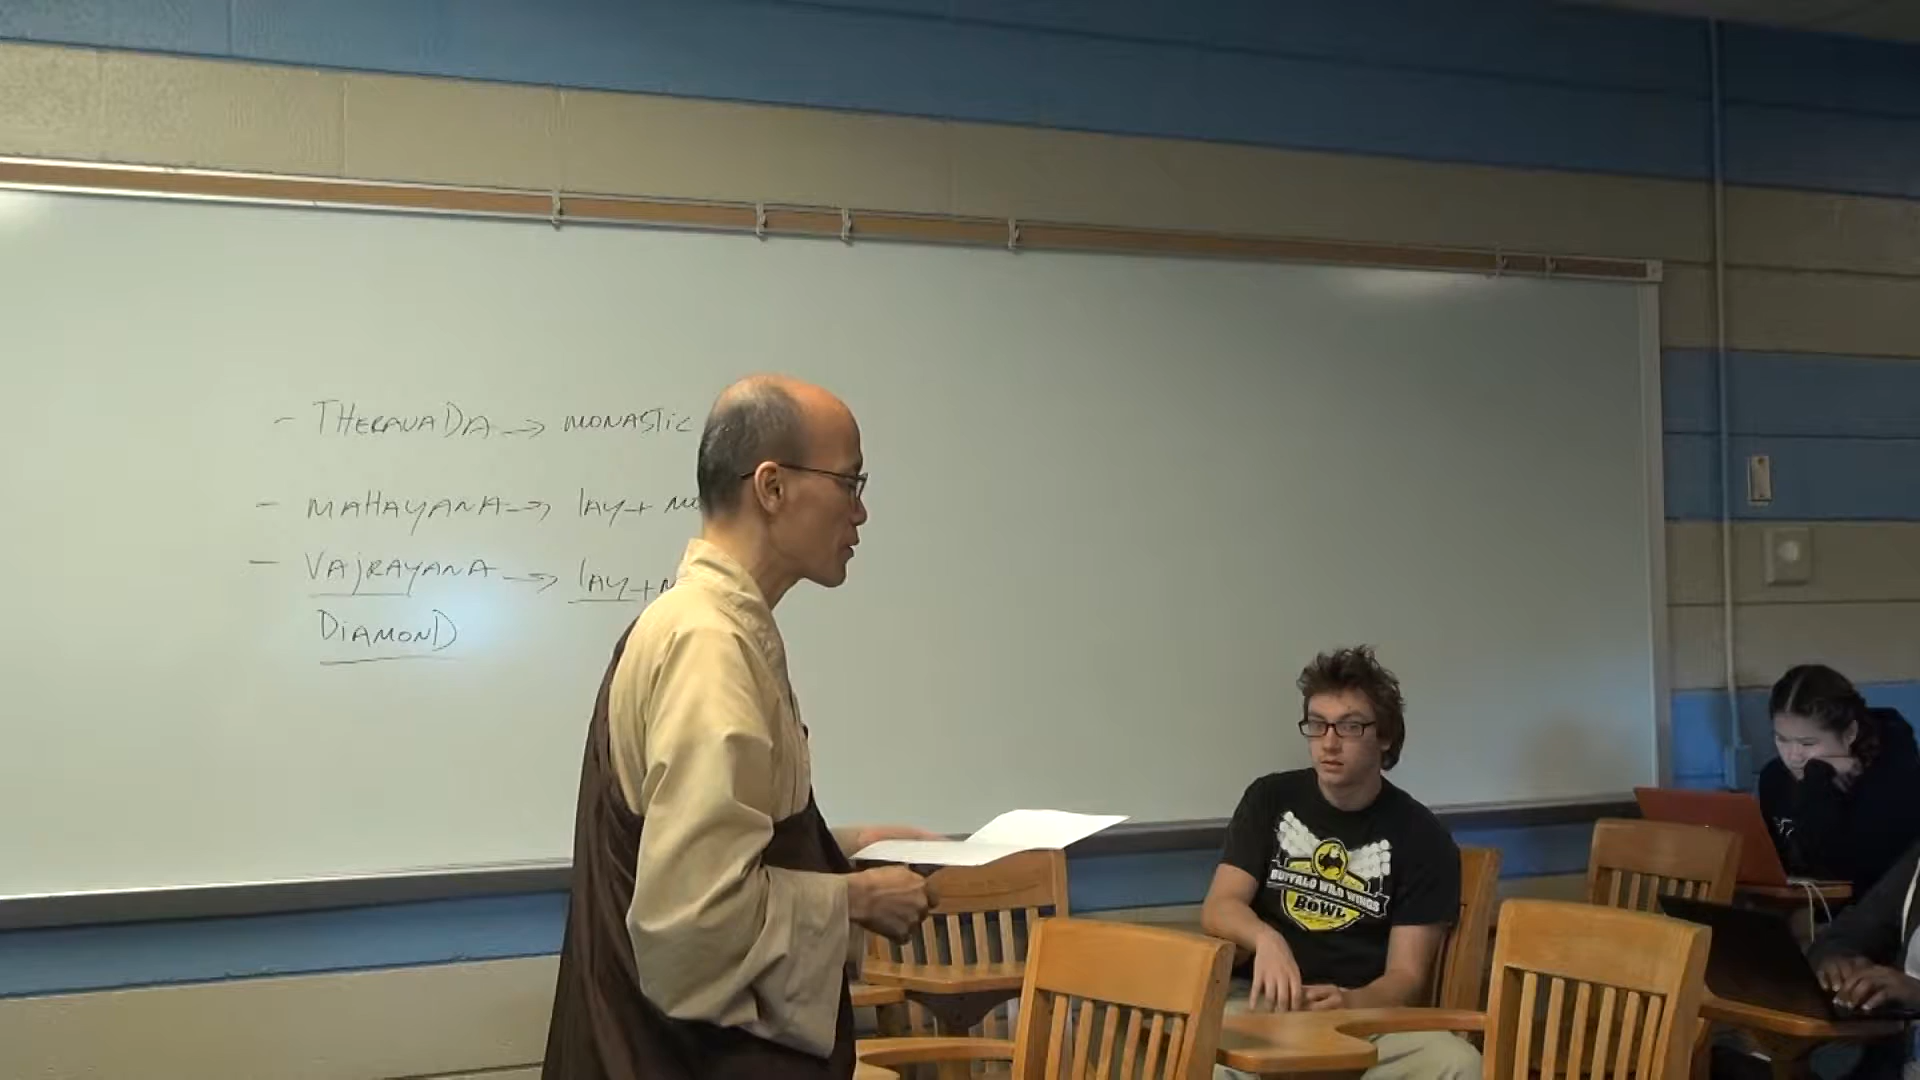 - THERAVADA -> MONASTIC
- MAHAYANA -> lAY +
- VAJRAYANA -> lAY +
DIAMOND
BUFFALO WILD WINGS
BOWL